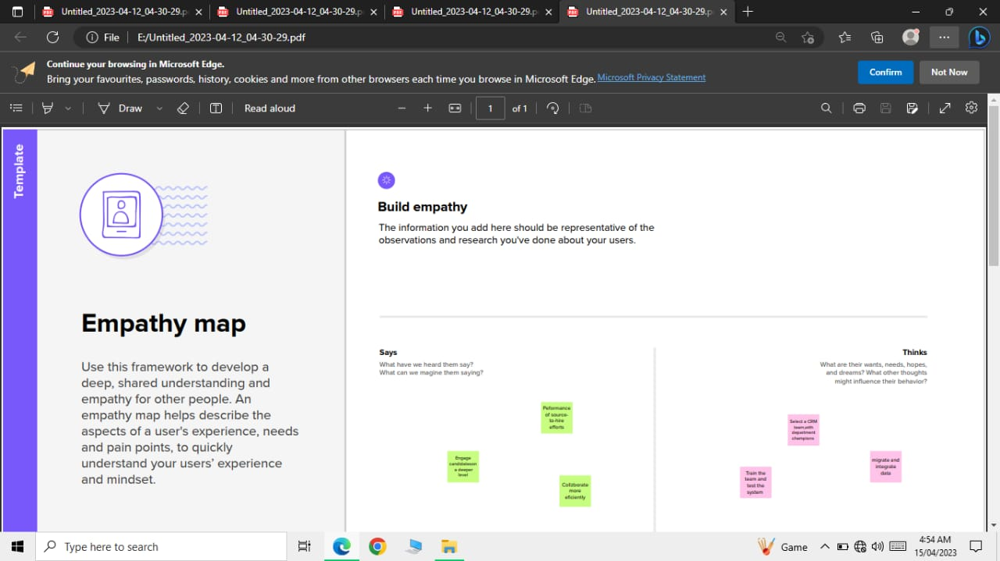 Untitled_2023-04-12_04-30-29.p
Untitled_2023-04-12_04-30-29.p
Untitled_2023-04-12_04-30-29.p
Untitled_2023-04-12_04-30-29.p
File
E:/Untitled_2023-04-12_04-30-29.pdf
Continue your browsing in Microsoft Edge.
Bring your favourites, passwords, history, cookies and more from other browsers each time you browse in Microsoft Edge. Microsoft Privacy Statement
Confirm
Not Now
Draw
Read aloud
1 of 1
Template
Build empathy
The information you add here should be representative of the
observations and research you've done about your users.
Empathy map
Use this framework to develop a
deep, shared understanding and
empathy for other people. An
empathy map helps describe the
aspects of a user's experience, needs
and pain points, to quickly
understand your users' experience
and mindset.
Says
What have we heard them say?
What can we magine them saying?
Peformance
of source-
to-hire
efforts
Engage
candidateson
a deeper
level
Collzborate
more
eficiently
Thinks
What are their wants, needs, hopes,
and dreams? What other thoughts
might influence their behavior?
Select a CRM
team,with
department
champions
migrate and
integrate
data
Train the
team and
test the
system
Type here to search
Game
4:54 AM
15/04/2023